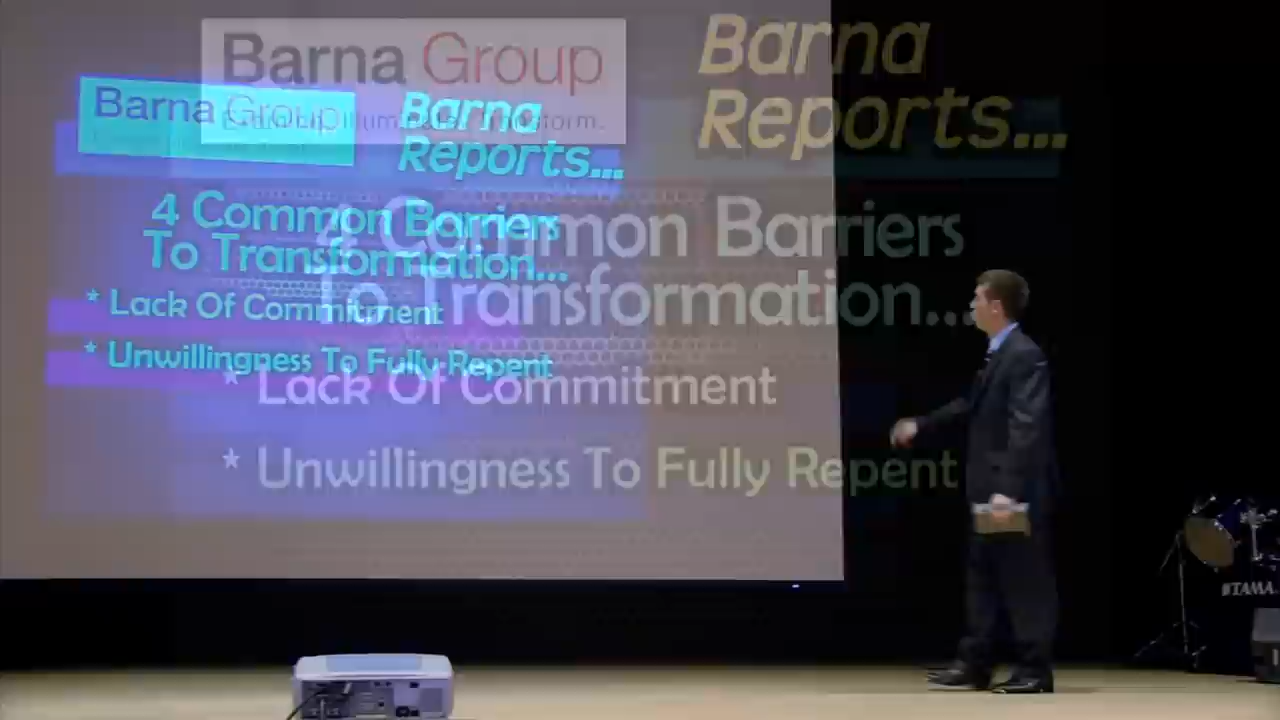 Barna Group
Barna
Reports...
4 Common Barriers
To Transformation...
* Lack Of Commitment
* Unwillingness To Fully Repent
Barna Group
Barna
Reports...
4 Common Barriers
To Transformation...
* Lack Of Commitment
* Unwillingness To Fully Repent
TAMA